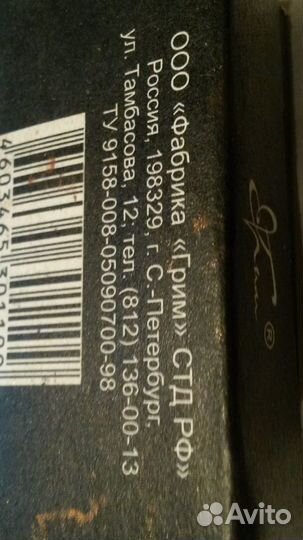 ООО «Фабрика «Грим» СТД РФ»
Россия, 198329, г. С.-Петербург,
ул. Тамбасова, 12; тел. (812) 136-00-13
ТУ 9158-008-05090700-98
Avito